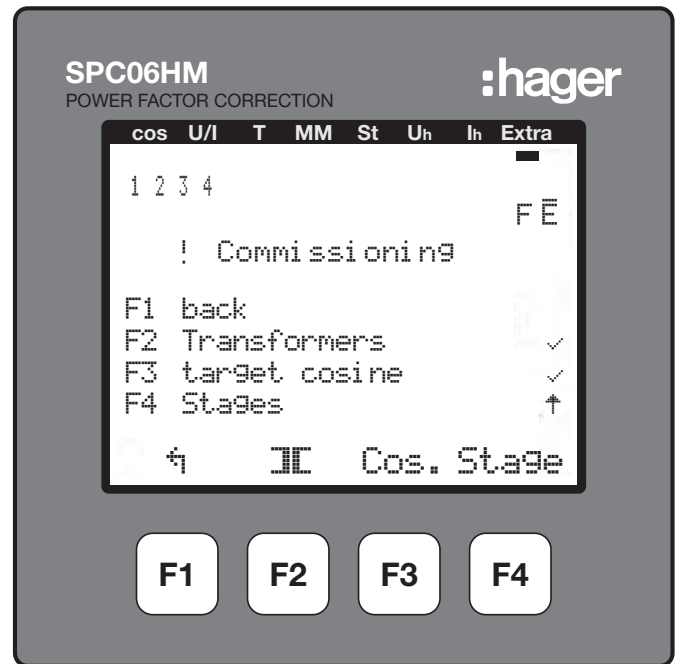 SPC06HM :hager
POWER FACTOR CORRECTION
cos U/I T MM St Uh Ih Extra
1 2 3 4
F Ē
! Commissioning
F1 back
F2 Transformers ✓
F3 target cosine ✓
F4 Stages ↑
Cos. Stage
F1 F2 F3 F4